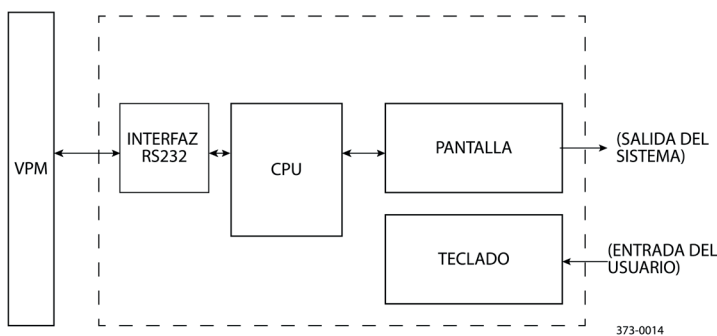 VPM
INTERFAZ
RS232
CPU
PANTALLA
(SALIDA DEL
SISTEMA)
TECLADO
(ENTRADA DEL
USUARIO)
373-0014